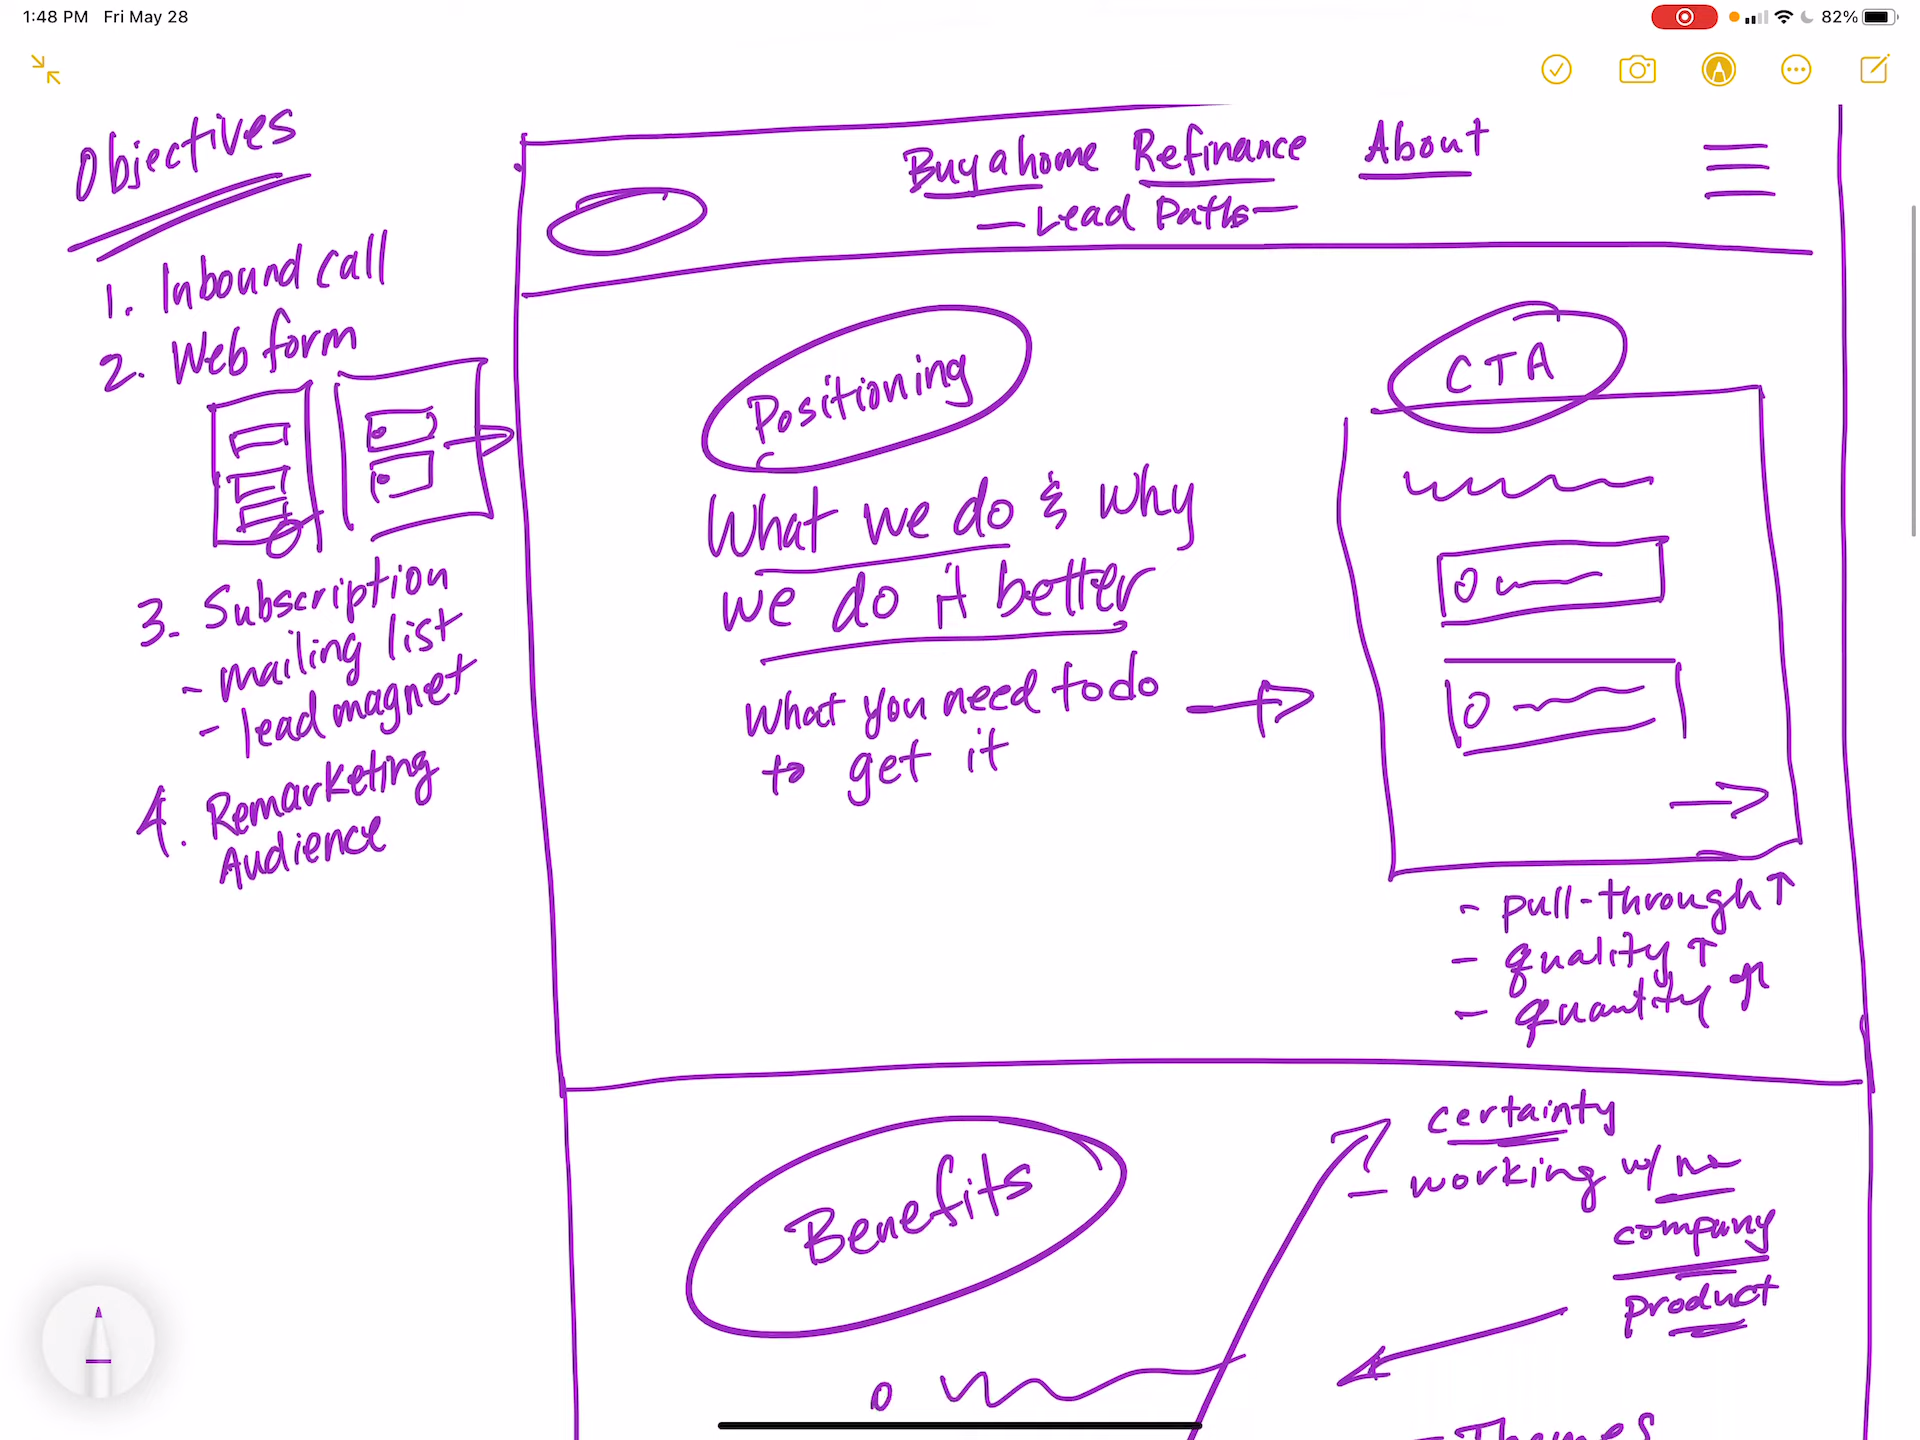 1:48 PM Fri May 28
82%
Objectives
1. Inbound call
2. Web form
3. Subscription
- mailing list
- lead magnet
4. Remarketing
Audience
Buy a home Refinance About
- Lead Paths -
Positioning
What we do & why
we do it better
What you need to do
to get it
CTA
- pull-through ↑
- quality ↑
- quantity ↑
Benefits
certainty
- working w/
company
product
- Themes